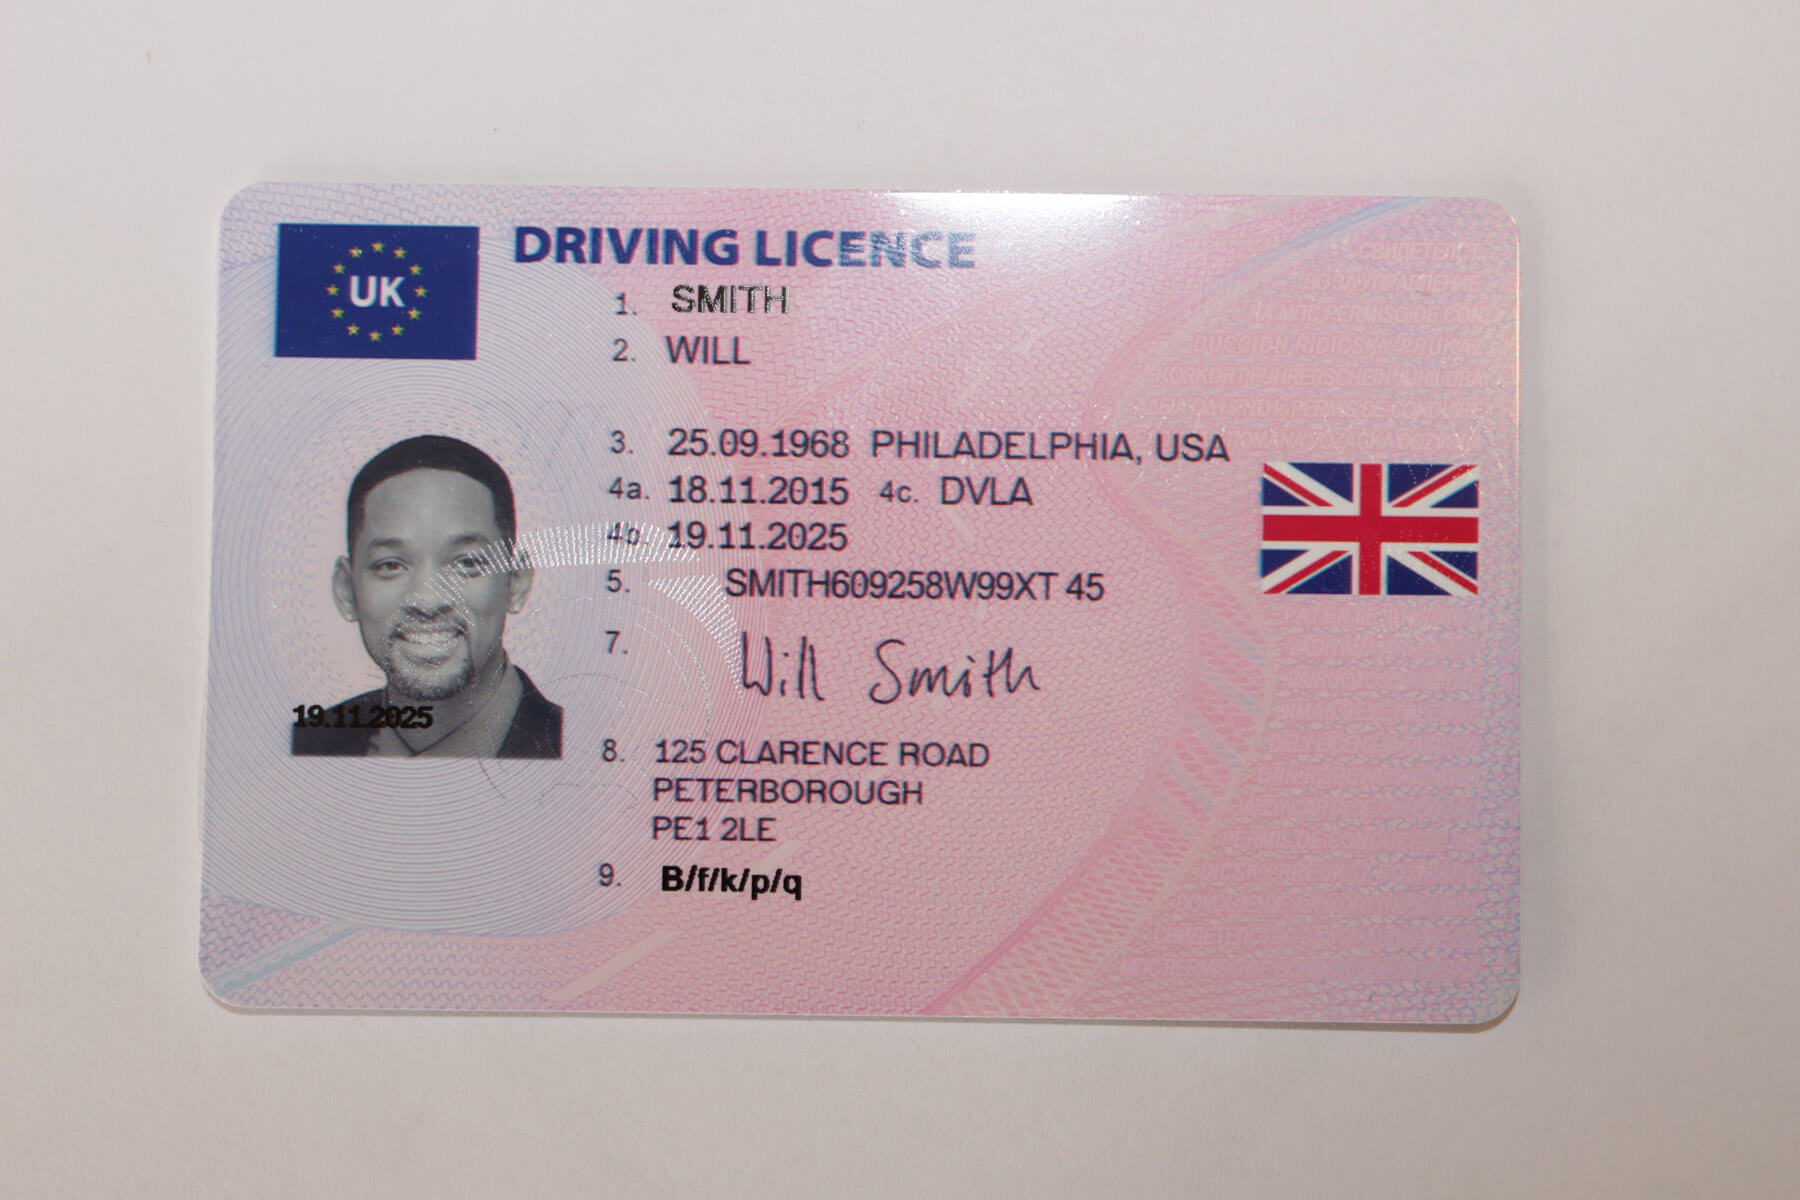 UK
DRIVING LICENCE
1. SMITH
2. WILL
3. 25.09.1968 PHILADELPHIA, USA
4a. 18.11.2015 4c. DVLA
4b. 19.11.2025
5. SMITH609258W99XT 45
7. Will Smith
19.11.2025
8. 125 CLARENCE ROAD
PETERBOROUGH
PE1 2LE
9. B/f/k/p/q